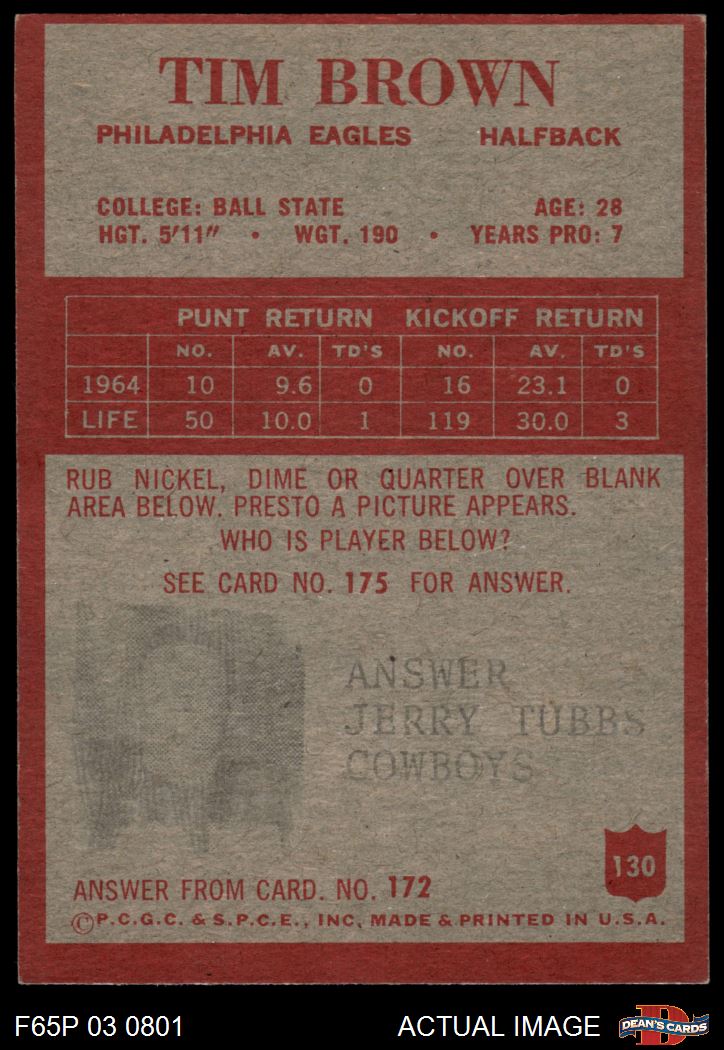 TIM BROWN
PHILADELPHIA EAGLES HALFBACK
COLLEGE: BALL STATE AGE: 28
HGT. 5'11" • WGT. 190 • YEARS PRO: 7
PUNT RETURN KICKOFF RETURN
NO. AV. TD'S NO. AV. TD'S
1964 10 9.6 0 16 23.1 0
LIFE 50 10.0 1 119 30.0 3
RUB NICKEL, DIME OR QUARTER OVER BLANK
AREA BELOW. PRESTO A PICTURE APPEARS.
WHO IS PLAYER BELOW?
SEE CARD NO. 175 FOR ANSWER.
ANSWER
JERRY TUBBS
COWBOYS
130
ANSWER FROM CARD. NO. 172
©P.C.G.C. & S.P.C.E., INC, MADE & PRINTED IN U.S.A.
F65P 03 0801 ACTUAL IMAGE D DEAN'S CARDS